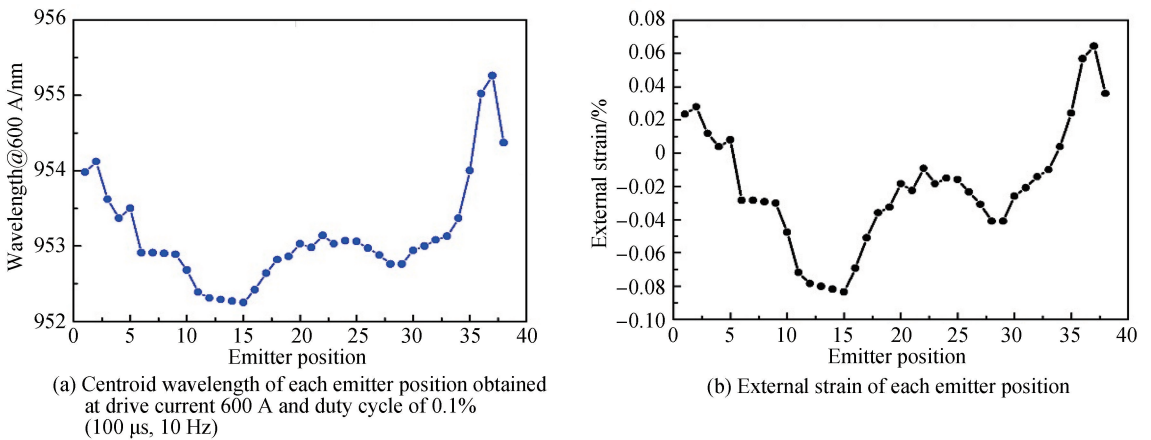 956
955
954
953
952
Wavelength@600 A/nm
0 5 10 15 20 25 30 35 40
Emitter position
(a) Centroid wavelength of each emitter position obtained
at drive current 600 A and duty cycle of 0.1%
(100 μs, 10 Hz)
0.08
0.06
0.04
0.02
0
−0.02
−0.04
−0.06
−0.08
−0.10
External strain/%
0 5 10 15 20 25 30 35 40
Emitter position
(b) External strain of each emitter position